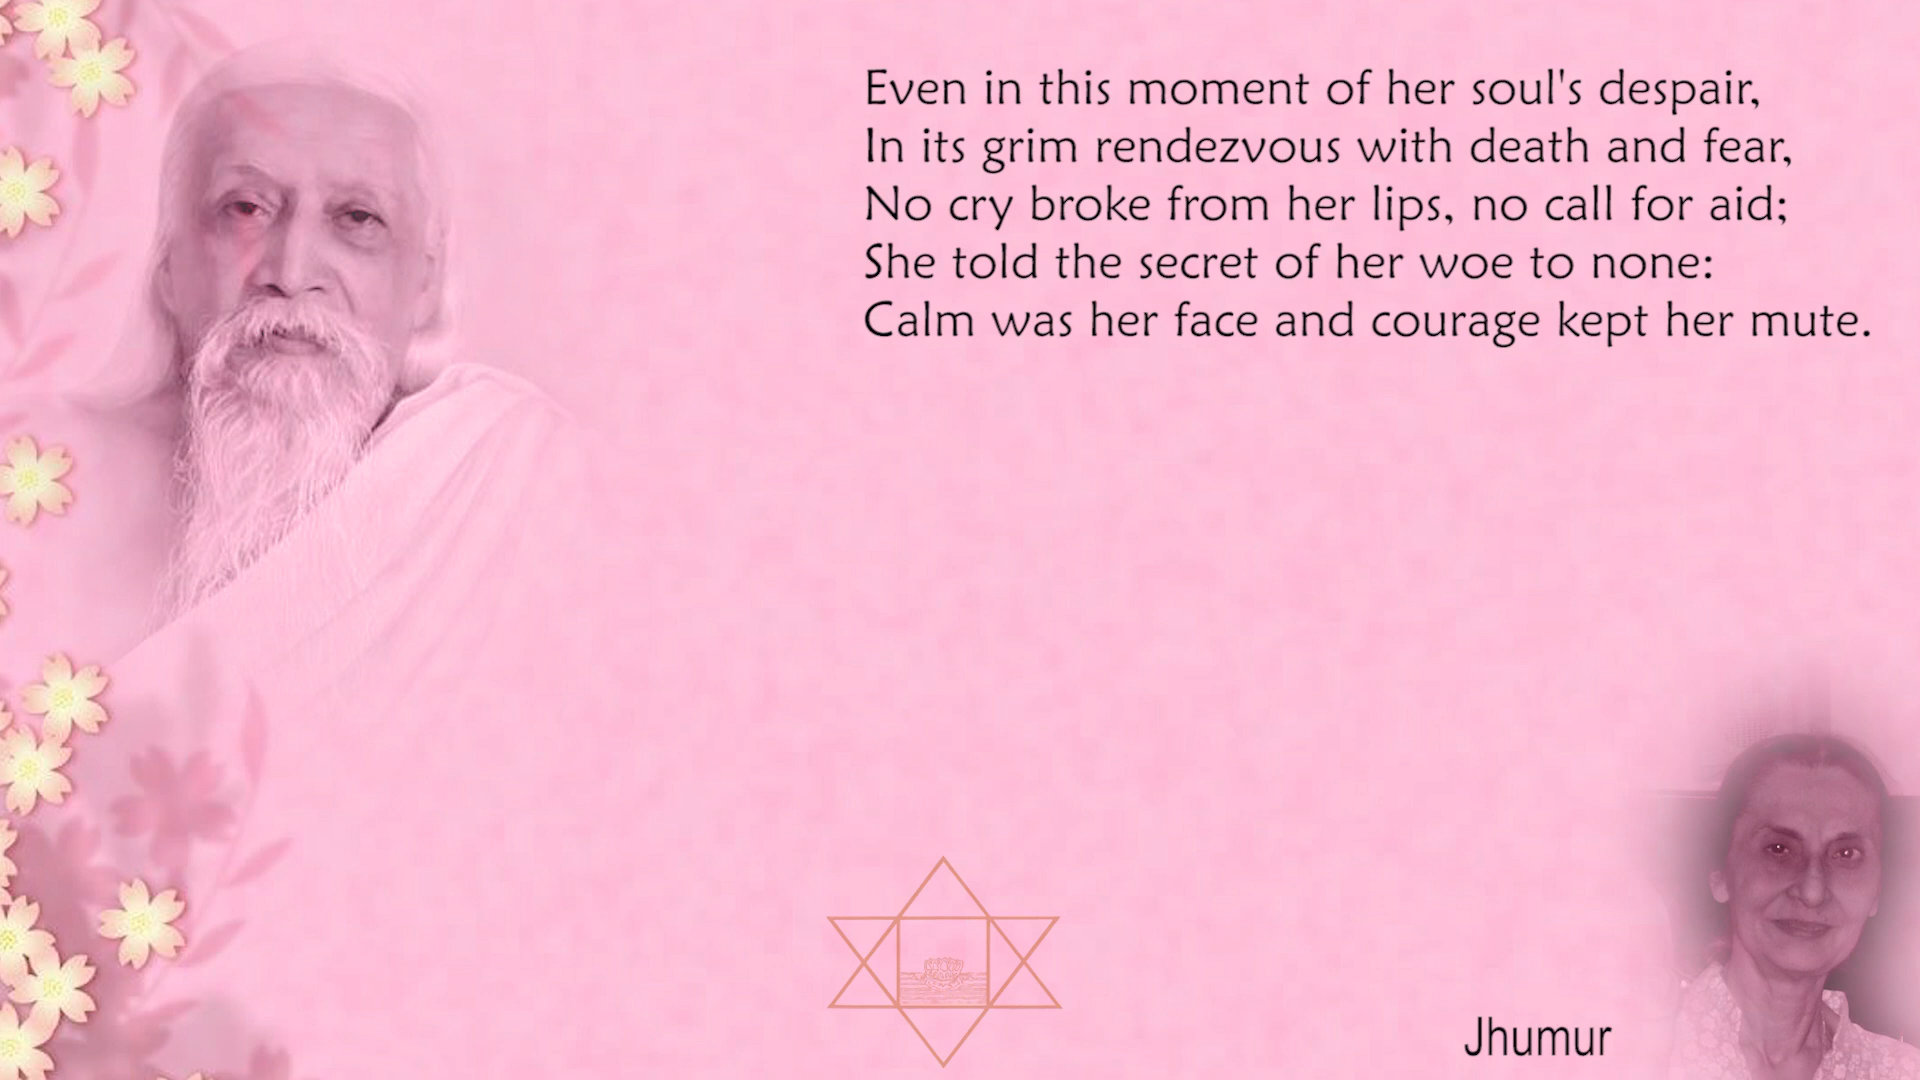 Even in this moment of her soul's despair,
In its grim rendezvous with death and fear,
No cry broke from her lips, no call for aid;
She told the secret of her woe to none:
Calm was her face and courage kept her mute.
Jhumur